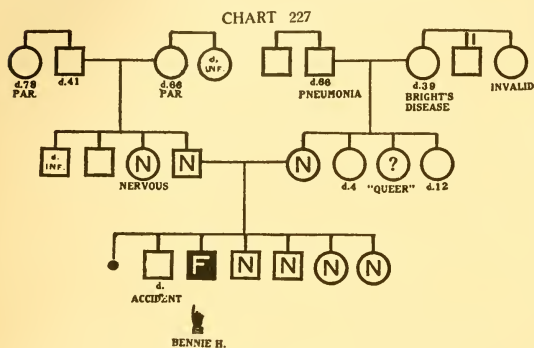 CHART 227
d. INF.
d.79 PAR.
d.41
d.66 PAR
d.66 PNEUMONIA
d.39 BRIGHT'S DISEASE
INVALID
d. INF.
N
NERVOUS
N
N
d.4
?
"QUEER"
d.12
F
N
N
N
N
d. ACCIDENT
BENNIE H.